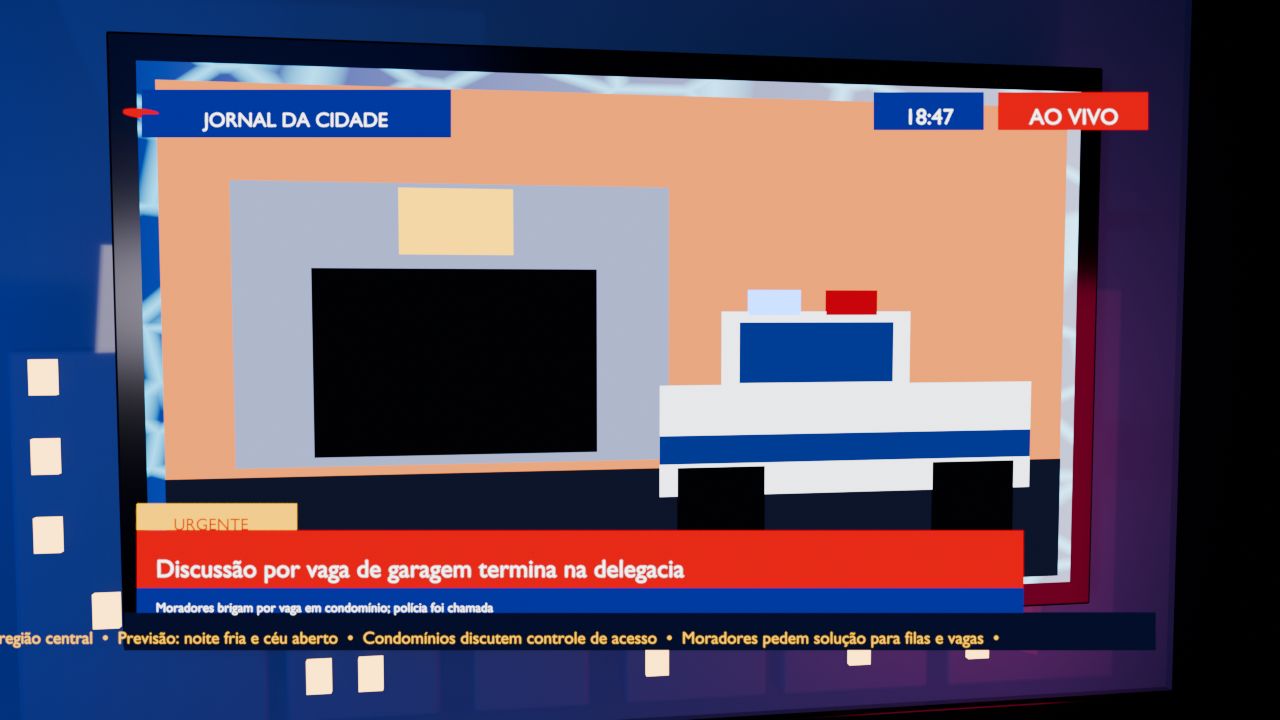 JORNAL DA CIDADE
18:47
AO VIVO
URGENTE
Discussão por vaga de garagem termina na delegacia
Moradores brigam por vaga em condomínio; polícia foi chamada
região central • Previsão: noite fria e céu aberto • Condomínios discutem controle de acesso • Moradores pedem solução para filas e vagas •